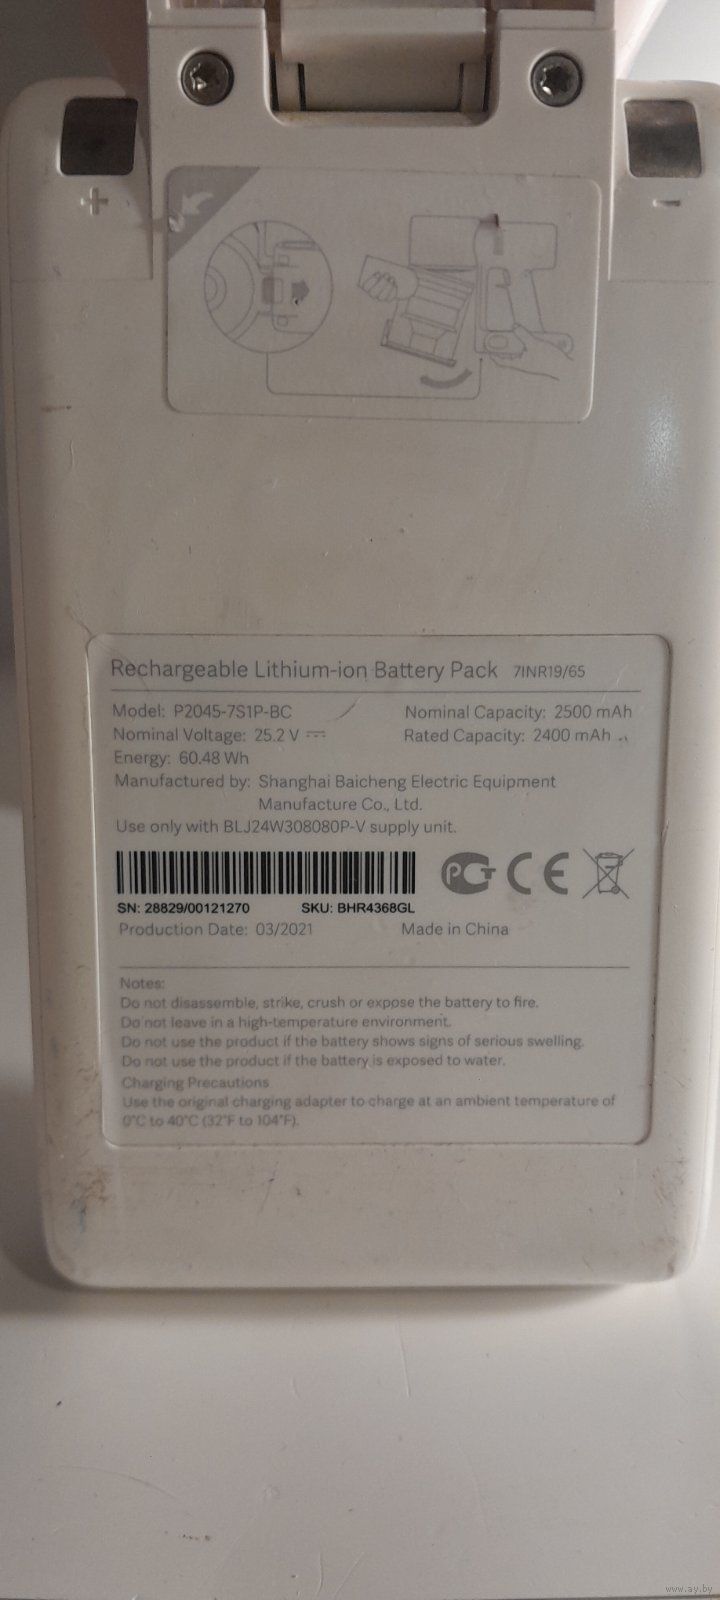 +
-
Rechargeable Lithium-ion Battery Pack 7INR19/65
Model: P2045-7S1P-BC
Nominal Capacity: 2500 mAh
Nominal Voltage: 25.2 V
Rated Capacity: 2400 mAh
Energy: 60.48 Wh
Manufactured by: Shanghai Baicheng Electric Equipment
Manufacture Co., Ltd.
Use only with BLJ24W308080P-V supply unit.
РСТ CE
SN: 28829/00121270 SKU: BHR4368GL
Production Date: 03/2021 Made in China
Notes:
Do not disassemble, strike, crush or expose the battery to fire.
Do not leave in a high-temperature environment.
Do not use the product if the battery shows signs of serious swelling.
Do not use the product if the battery is exposed to water.
Charging Precautions
Use the original charging adapter to charge at an ambient temperature of
0°C to 40°C (32°F to 104°F).
www.ay.by